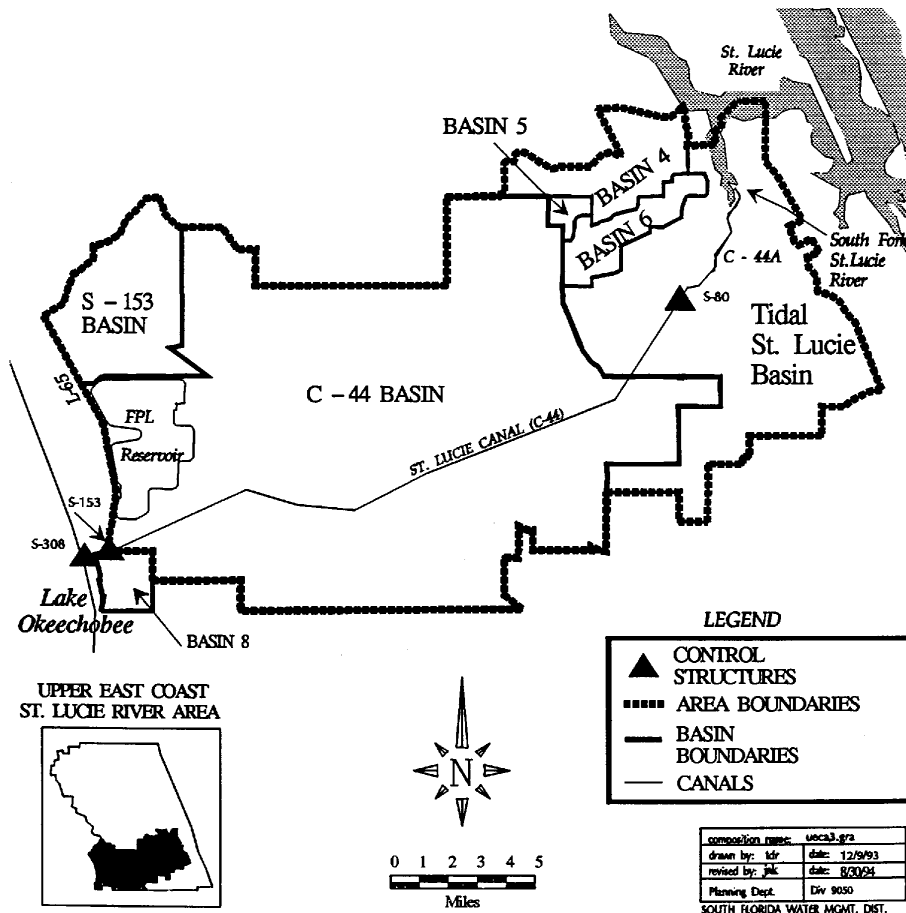 St. Lucie
River
BASIN 5
BASIN 4
BASIN 6
C - 44A
South Fork
St.Lucie
River
S-80
S - 153
BASIN
Tidal
St. Lucie
Basin
L-65
C - 44 BASIN
FPL
Reservoir
ST. LUCIE CANAL (C-44)
S-153
S-308
Lake
Okeechobee
BASIN 8
LEGEND
CONTROL
STRUCTURES
AREA BOUNDARIES
BASIN
BOUNDARIES
CANALS
UPPER EAST COAST
ST. LUCIE RIVER AREA
N
0 1 2 3 4 5
Miles
composition name: ueca3.gra
drawn by: tdr date: 12/9/93
revised by: jnk date: 8/30/94
Planning Dept. Div 9050
SOUTH FLORIDA WATER MGMT. DIST.